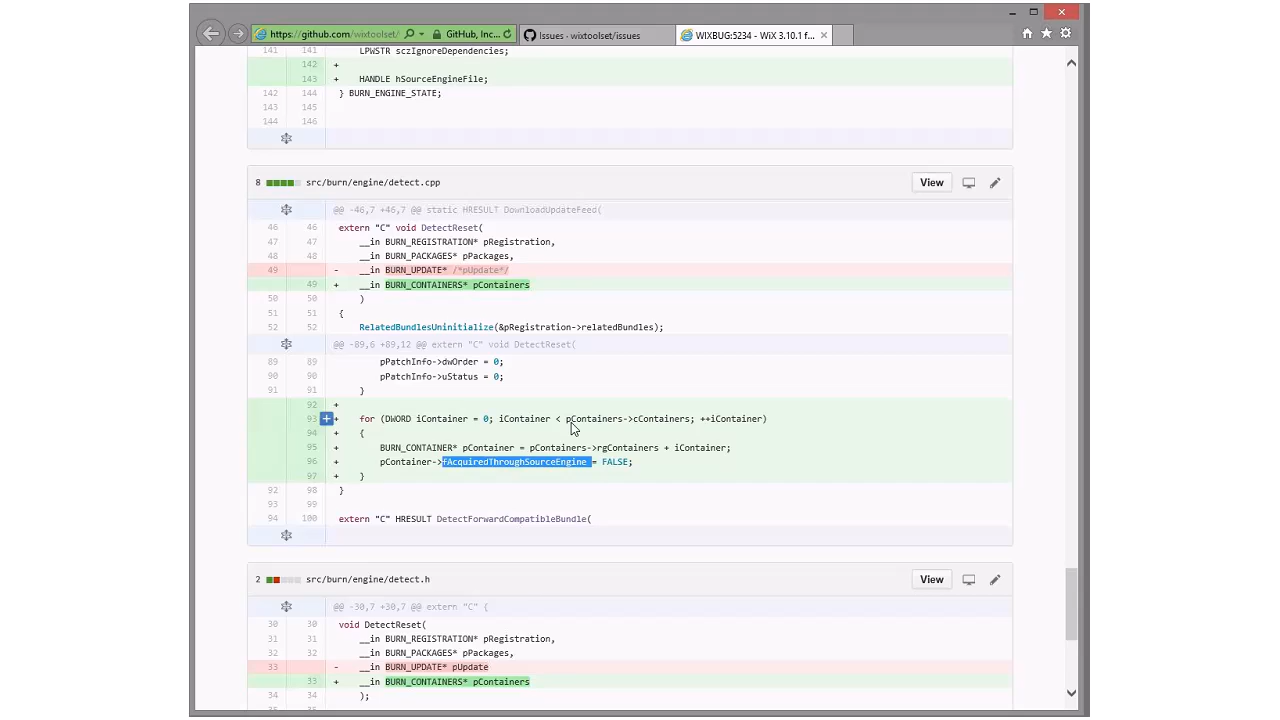 https://github.com/wixtoolset/ GitHub, Inc... Issues · wixtoolset/issues WIXBUG:5234 - WiX 3.10.1 f...
141 141 LPWSTR sczIgnoreDependencies;
142 +
143 + HANDLE hSourceEngineFile;
142 144 } BURN_ENGINE_STATE;
143 145
144 146
8 src/burn/engine/detect.cpp View
@@ -46,7 +46,7 @@ static HRESULT DownloadUpdateFeed(
46 46 extern "C" void DetectReset(
47 47 __in BURN_REGISTRATION* pRegistration,
48 48 __in BURN_PACKAGES* pPackages,
49 - __in BURN_UPDATE* /*pUpdate*/
49 + __in BURN_CONTAINERS* pContainers
50 50 )
51 51 {
52 52 RelatedBundlesUninitialize(&pRegistration->relatedBundles);
@@ -89,6 +89,12 @@ extern "C" void DetectReset(
89 89 pPatchInfo->dwOrder = 0;
90 90 pPatchInfo->uStatus = 0;
91 91 }
92 +
93 + for (DWORD iContainer = 0; iContainer < pContainers->cContainers; ++iContainer)
94 + {
95 + BURN_CONTAINER* pContainer = pContainers->rgContainers + iContainer;
96 + pContainer->fAcquiredThroughSourceEngine = FALSE;
97 + }
92 98 }
93 99
94 100 extern "C" HRESULT DetectForwardCompatibleBundle(
2 src/burn/engine/detect.h View
@@ -30,7 +30,7 @@ extern "C" {
30 30 void DetectReset(
31 31 __in BURN_REGISTRATION* pRegistration,
32 32 __in BURN_PACKAGES* pPackages,
33 - __in BURN_UPDATE* pUpdate
33 + __in BURN_CONTAINERS* pContainers
34 34 );